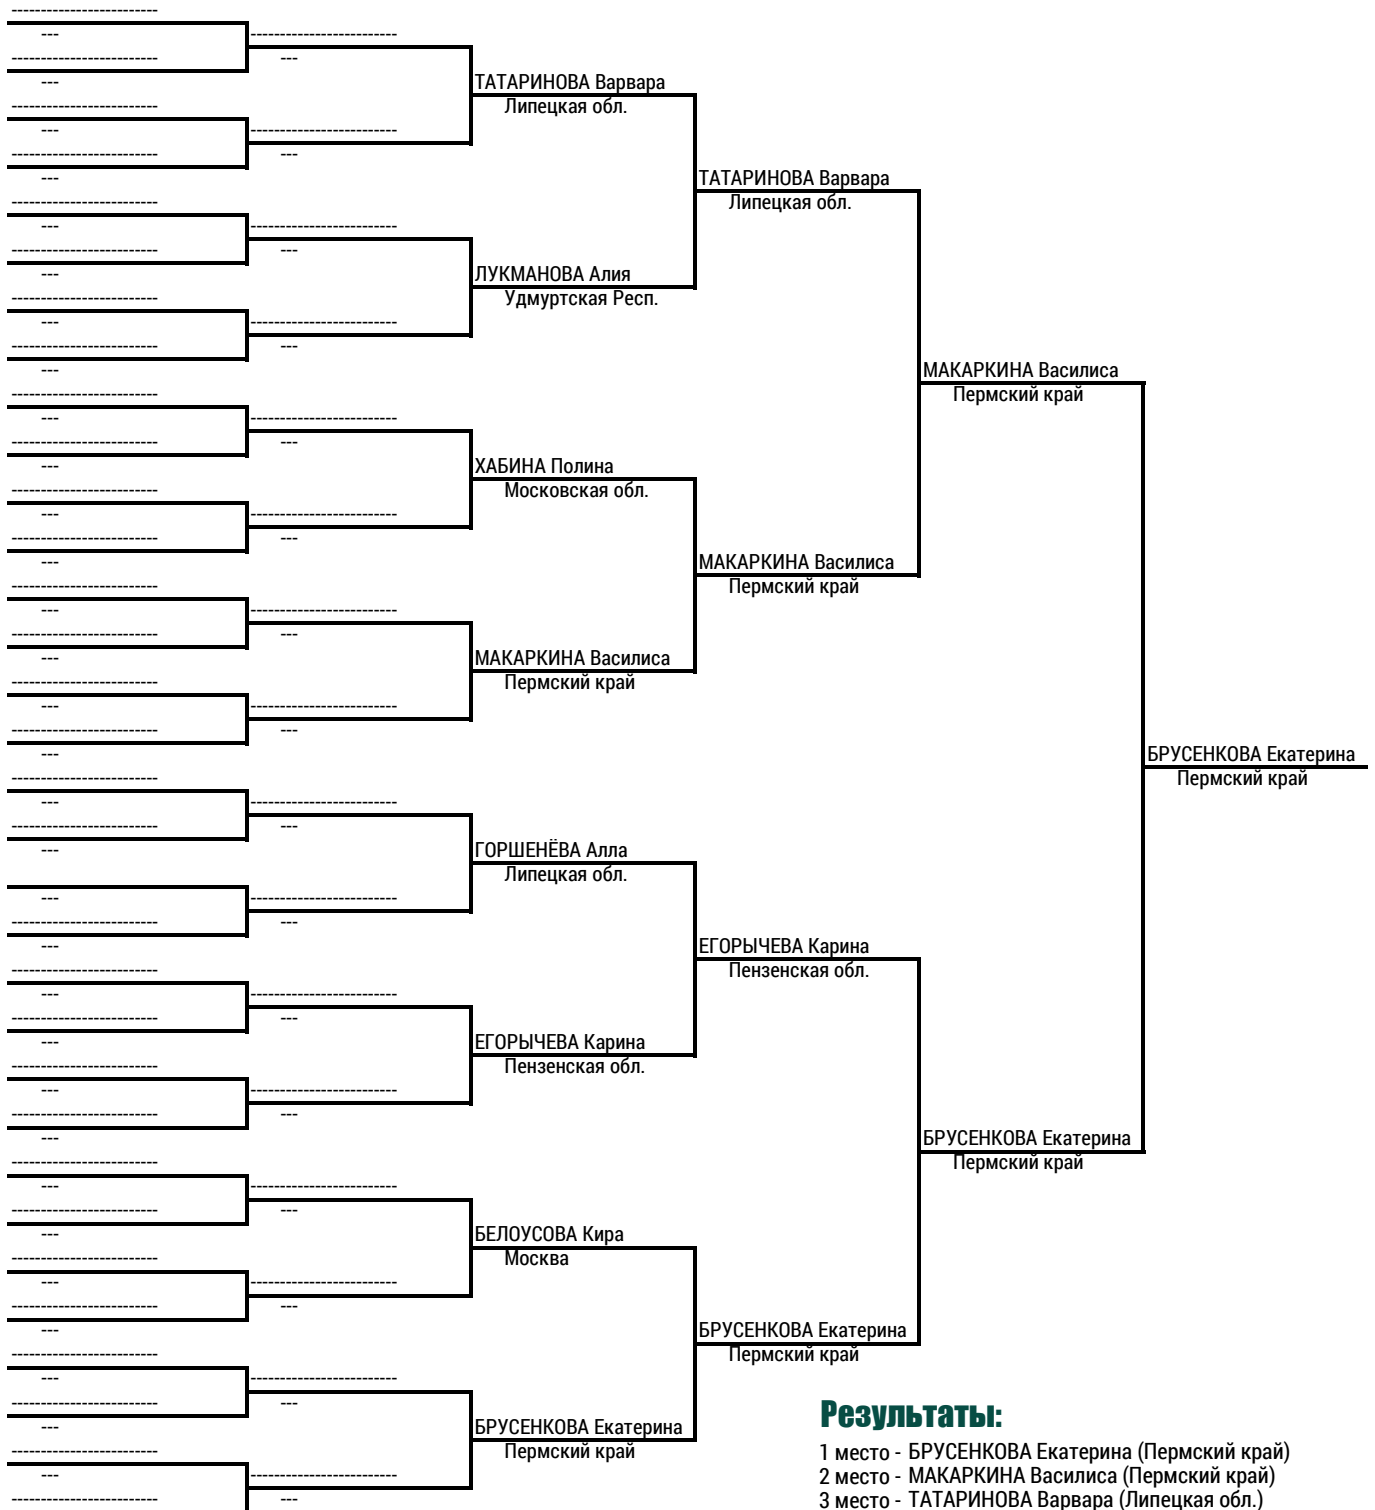 ТАТАРИНОВА Варвара
Липецкая обл.
ЛУКМАНОВА Алия
Удмуртская Респ.
ХАБИНА Полина
Московская обл.
МАКАРКИНА Василиса
Пермский край
ГОРШЕНЁВА Алла
Липецкая обл.
ЕГОРЫЧЕВА Карина
Пензенская обл.
БЕЛОУСОВА Кира
Москва
БРУСЕНКОВА Екатерина
Пермский край
ТАТАРИНОВА Варвара
Липецкая обл.
МАКАРКИНА Василиса
Пермский край
ЕГОРЫЧЕВА Карина
Пензенская обл.
БРУСЕНКОВА Екатерина
Пермский край
МАКАРКИНА Василиса
Пермский край
БРУСЕНКОВА Екатерина
Пермский край
БРУСЕНКОВА Екатерина
Пермский край
Результаты:
1 место - БРУСЕНКОВА Екатерина (Пермский край)
2 место - МАКАРКИНА Василиса (Пермский край)
3 место - ТАТАРИНОВА Варвара (Липецкая обл.)